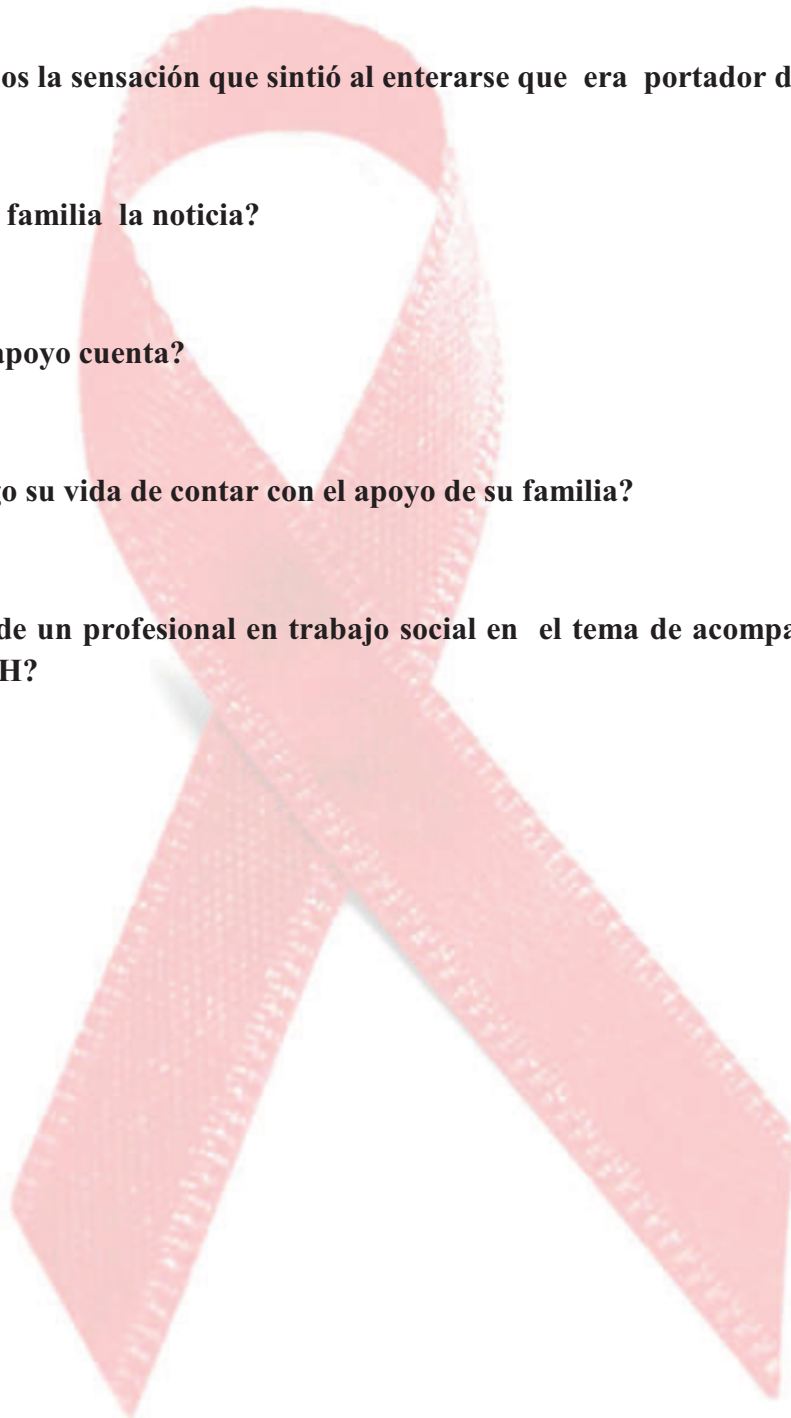 os la sensación que sintió al enterarse que era portador d
familia la noticia?
apoyo cuenta?
o su vida de contar con el apoyo de su familia?
de un profesional en trabajo social en el tema de acompa
H?